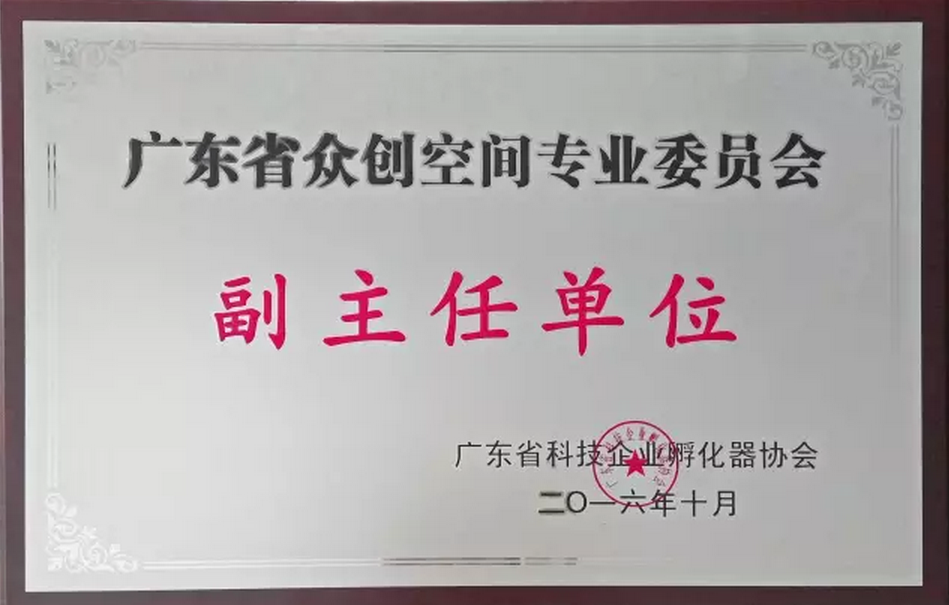 广东省众创空间专业委员会
副主任单位
广东省科技企业孵化器协会
二〇一六年十月